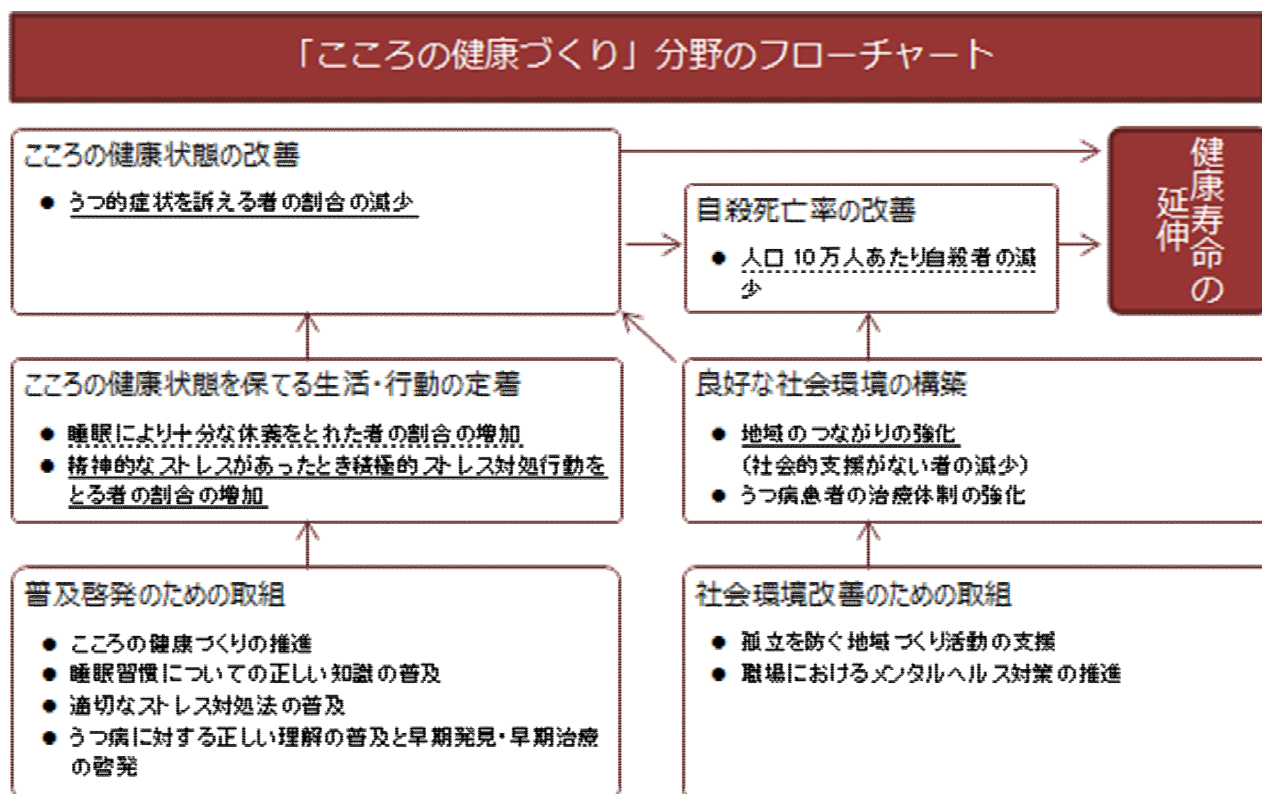 「こころの健康づくり」分野のフローチャート
こころの健康状態の改善
● うつ的症状を訴える者の割合の減少
自殺死亡率の改善
● 人口10万人あたり自殺者の減
少
健康寿命の
延伸
こころの健康状態を保てる生活・行動の定着
● 睡眠により十分な休養をとれた者の割合の増加
● 精神的なストレスがあったとき積極的ストレス対処行動を
とる者の割合の増加
良好な社会環境の構築
● 地域のつながりの強化
(社会的支援がない者の減少)
● うつ病患者の治療体制の強化
普及啓発のための取組
● こころの健康づくりの推進
● 睡眠習慣についての正しい知識の普及
● 適切なストレス対処法の普及
● うつ病に対する正しい理解の普及と早期発見・早期治療
の啓発
社会環境改善のための取組
● 孤立を防ぐ地域づくり活動の支援
● 職場におけるメンタルヘルス対策の推進